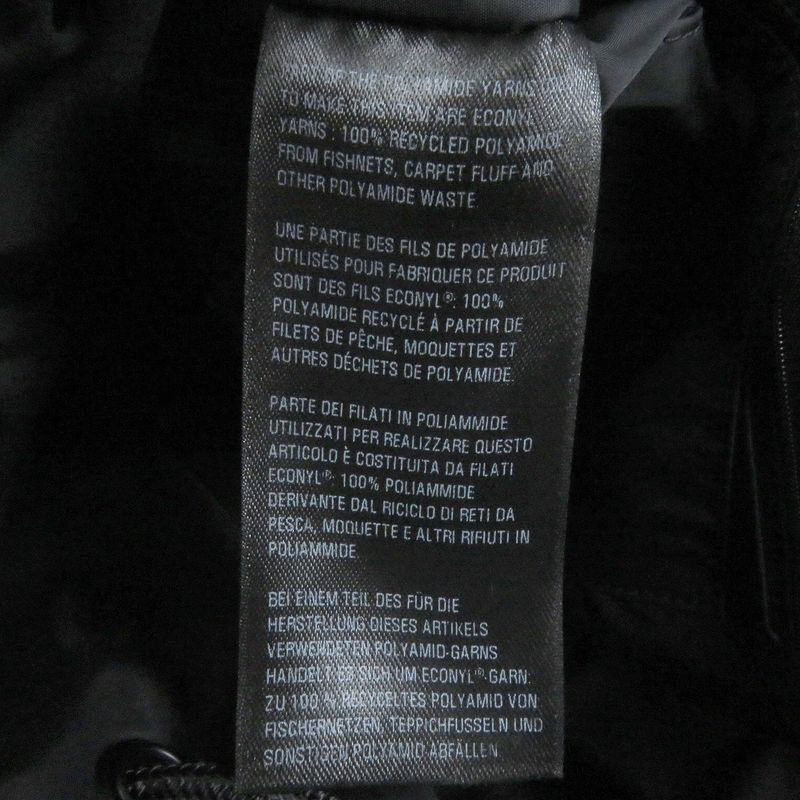 OF THE POLYAMIDE YARNS
TO MAKE THIS ITEM ARE ECONYL
YARNS : 100% RECYCLED POLYAMIDE
FROM FISHNETS, CARPET FLUFF AND
OTHER POLYAMIDE WASTE.
UNE PARTIE DES FILS DE POLYAMIDE
UTILISÉS POUR FABRIQUER CE PRODUIT
SONT DES FILS ECONYL®: 100%
POLYAMIDE RECYCLÉ À PARTIR DE
FILETS DE PÊCHE, MOQUETTES ET
AUTRES DÉCHETS DE POLYAMIDE.
PARTE DEI FILATI IN POLIAMMIDE
UTILIZZATI PER REALIZZARE QUESTO
ARTICOLO È COSTITUITA DA FILATI
ECONYL®: 100% POLIAMMIDE
DERIVANTE DAL RICICLO DI RETI DA
PESCA, MOQUETTE E ALTRI RIFIUTI IN
POLIAMMIDE.
BEI EINEM TEIL DES FÜR DIE
HERSTELLUNG DIESES ARTIKELS
VERWENDETEN POLYAMID-GARNS
HANDELT ES SICH UM ECONYL®-GARN:
ZU 100% RECYCELTES POLYAMID VON
FISCHERNETZEN, TEPPICHFUSSELN UND
SONSTIGEN POLYAMID-ABFÄLLEN